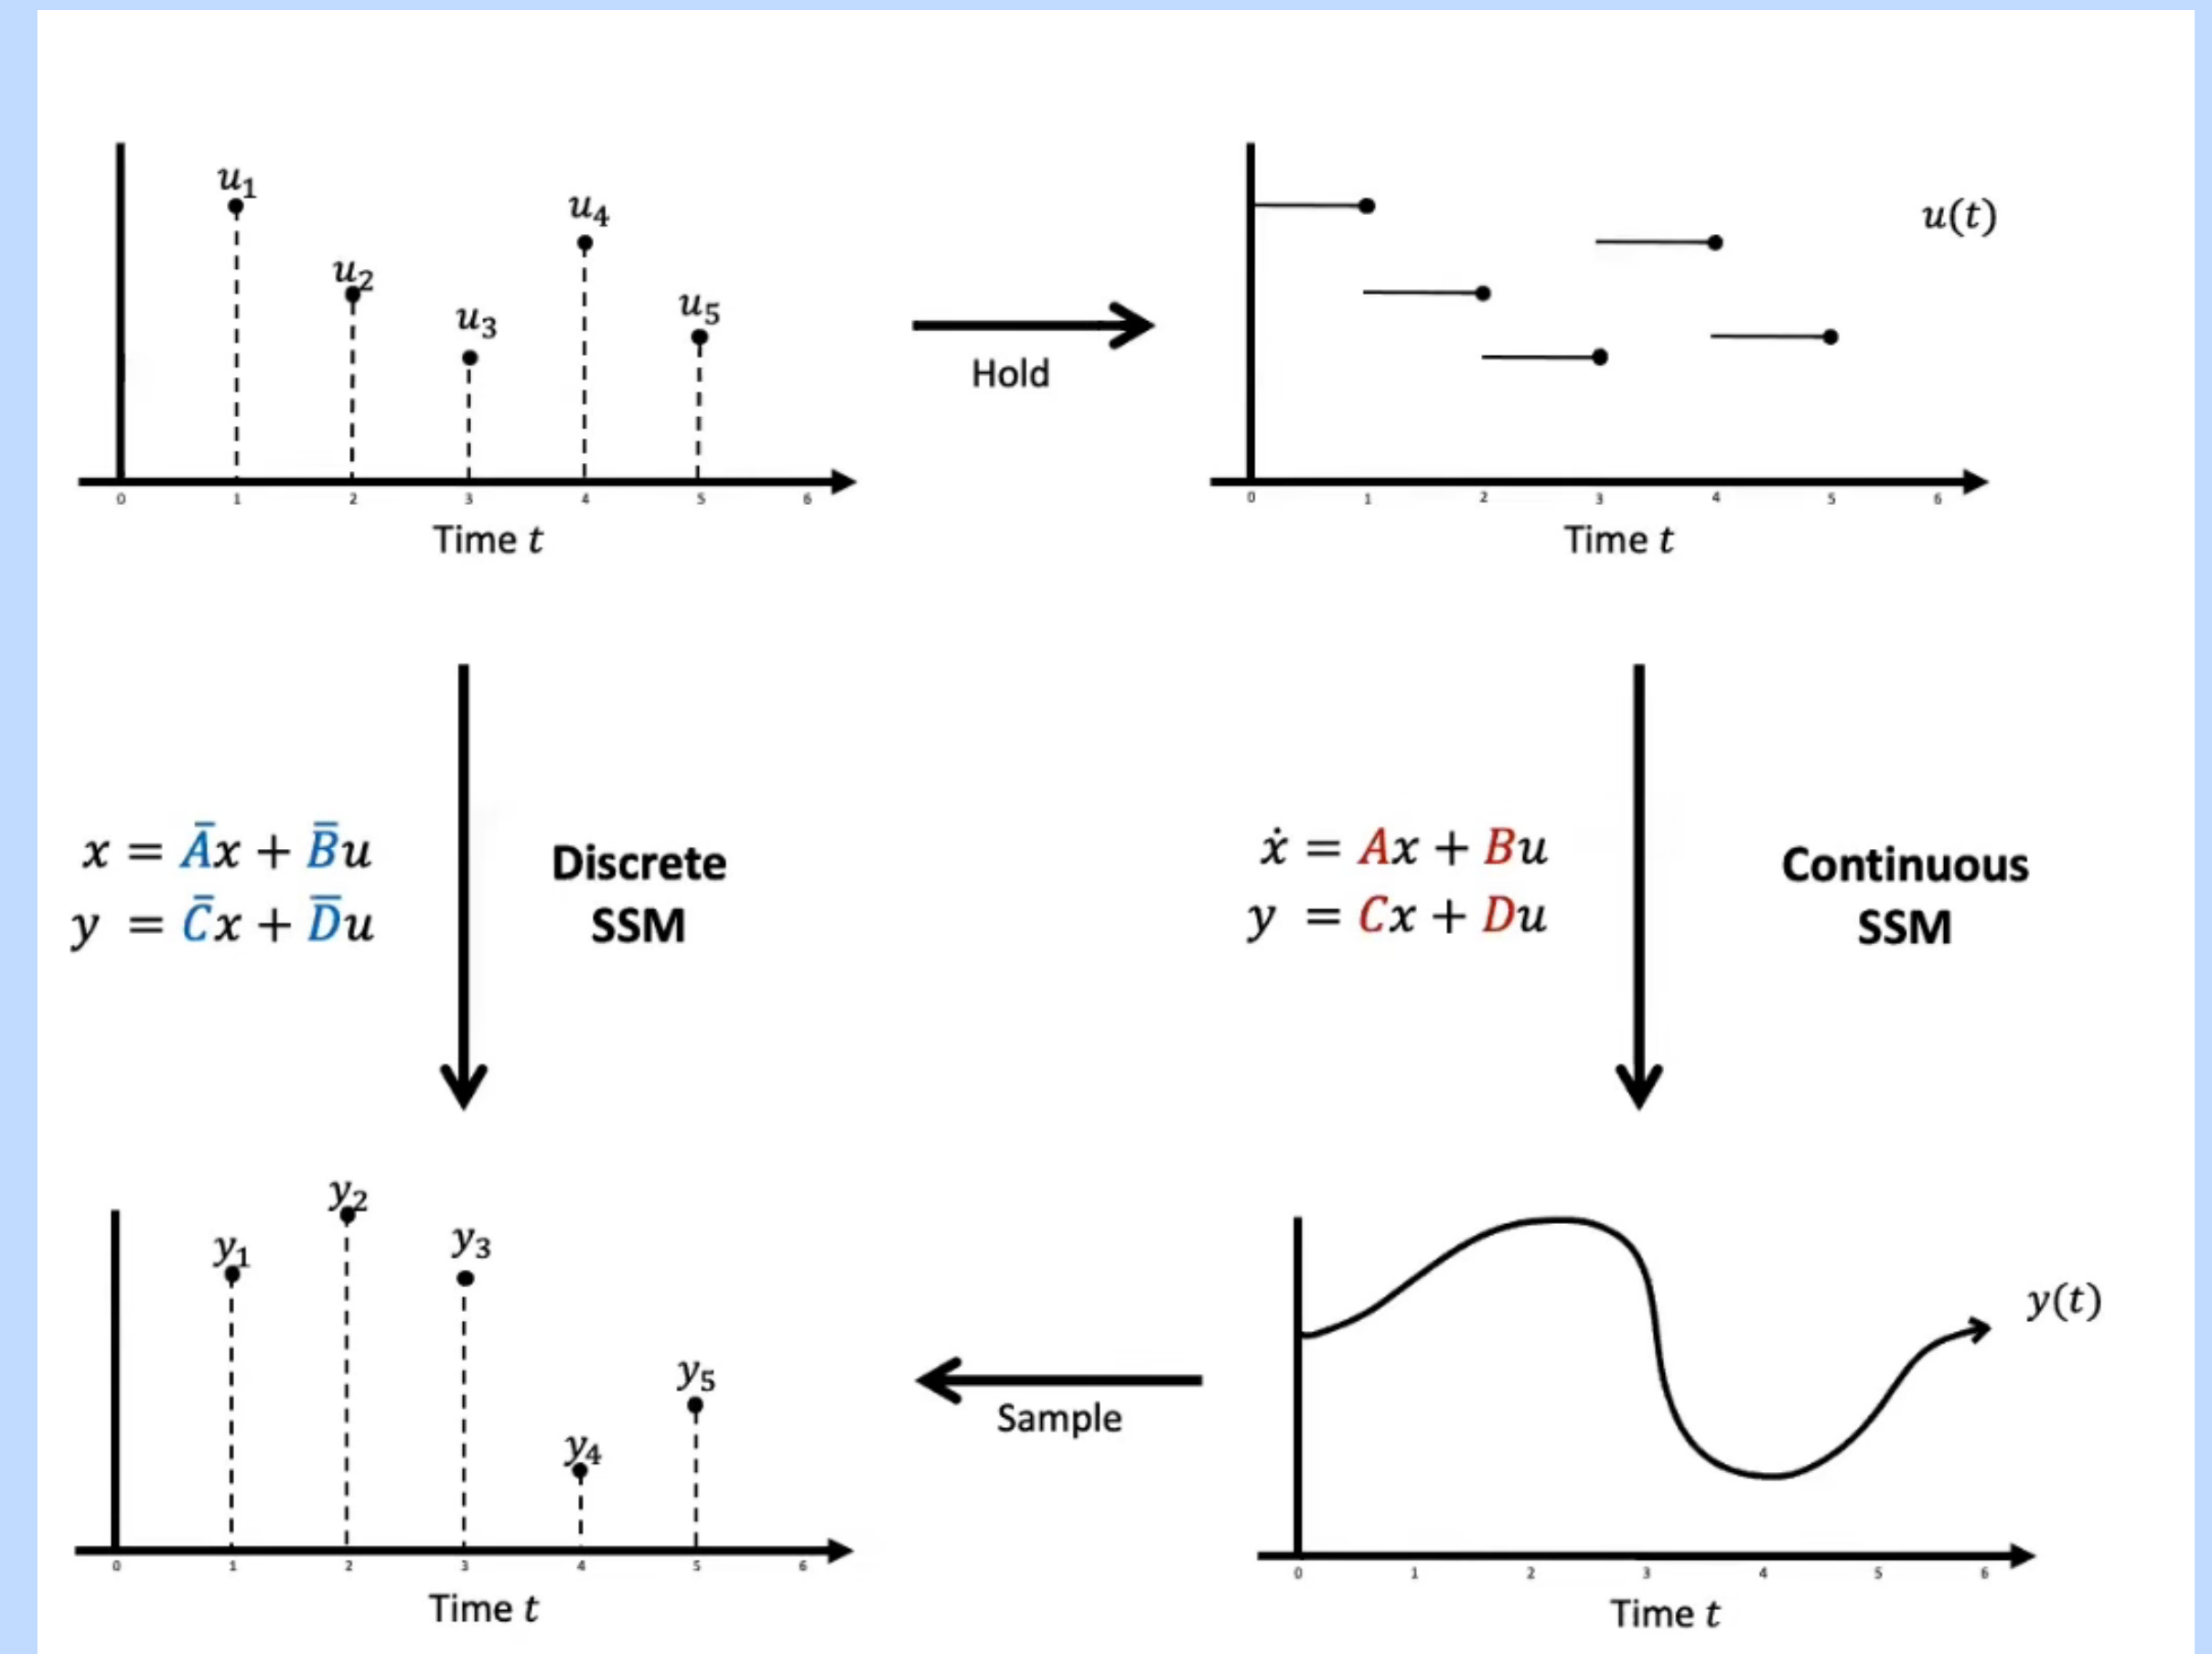 u₁
u₂
u₃
u₄
u₅
0 1 2 3 4 5 6
Time t
Hold
u(t)
0 1 2 3 4 5 6
Time t
x = A̅x + B̅u
y = C̅x + D̅u
Discrete
SSM
ẋ = Ax + Bu
y = Cx + Du
Continuous
SSM
y₁
y₂
y₃
y₄
y₅
0 1 2 3 4 5 6
Time t
Sample
y(t)
0 1 2 3 4 5 6
Time t